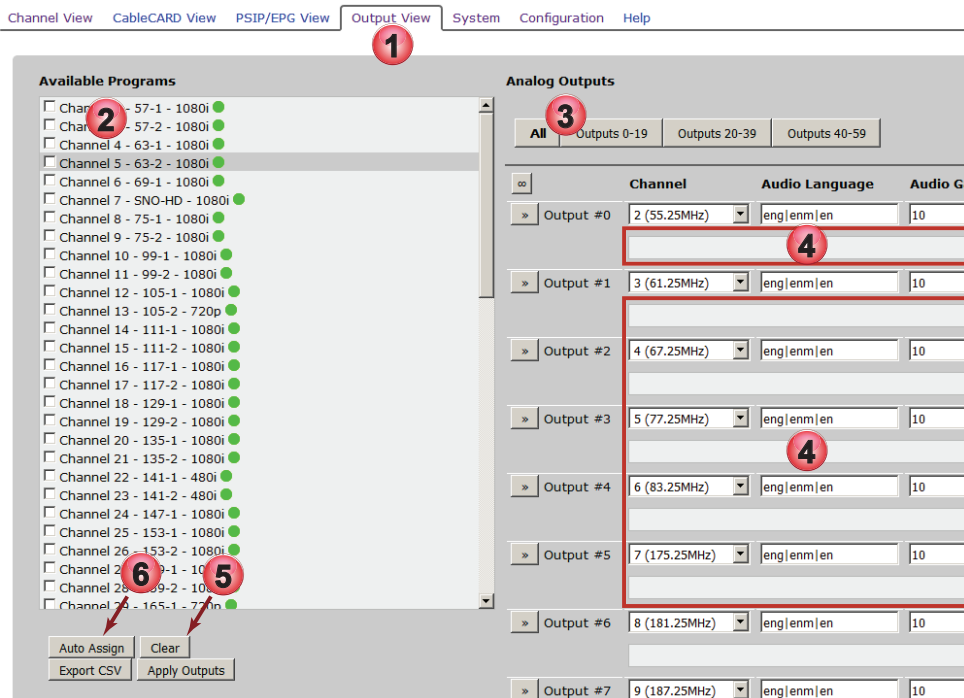 Channel View CableCARD View PSIP/EPG View Output View System Configuration Help
1
Available Programs
57-1 - 1080i
2
57-2 - 1080i
Channel 4 - 63-1 - 1080i
Channel 5 - 63-2 - 1080i
Channel 6 - 69-1 - 1080i
Channel 7 - SNO-HD - 1080i
Channel 8 - 75-1 - 1080i
Channel 9 - 75-2 - 1080i
Channel 10 - 99-1 - 1080i
Channel 11 - 99-2 - 1080i
Channel 12 - 105-1 - 1080i
Channel 13 - 105-2 - 720p
Channel 14 - 111-1 - 1080i
Channel 15 - 111-2 - 1080i
Channel 16 - 117-1 - 1080i
Channel 17 - 117-2 - 1080i
Channel 18 - 129-1 - 1080i
Channel 19 - 129-2 - 1080i
Channel 20 - 135-1 - 1080i
Channel 21 - 135-2 - 1080i
Channel 22 - 141-1 - 480i
Channel 23 - 141-2 - 480i
Channel 24 - 147-1 - 1080i
Channel 25 - 153-1 - 1080i
Channel 26 - 153-2 - 1080i
Channel
6 5
Channel
Channel 29 - 165-1 - 720p
Auto Assign Clear
Export CSV Apply Outputs
Analog Outputs
3
All Outputs 0-19 Outputs 20-39 Outputs 40-59
∞ Channel Audio Language Audio G
» Output #0 2 (55.25MHz) eng|enm|en 10
4
» Output #1 3 (61.25MHz) eng|enm|en 10
» Output #2 4 (67.25MHz) eng|enm|en 10
» Output #3 5 (77.25MHz) eng|enm|en 10
4
» Output #4 6 (83.25MHz) eng|enm|en 10
» Output #5 7 (175.25MHz) eng|enm|en 10
» Output #6 8 (181.25MHz) eng|enm|en 10
» Output #7 9 (187.25MHz) eng|enm|en 10